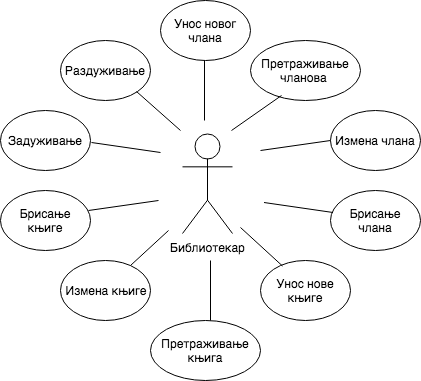 Унос новог
члана
Раздуживање
Претраживање
чланова
Задуживање
Измена члана
Брисање
књиге
Брисање
члана
Библиотекар
Измена књиге
Унос нове
књиге
Претраживање
књига